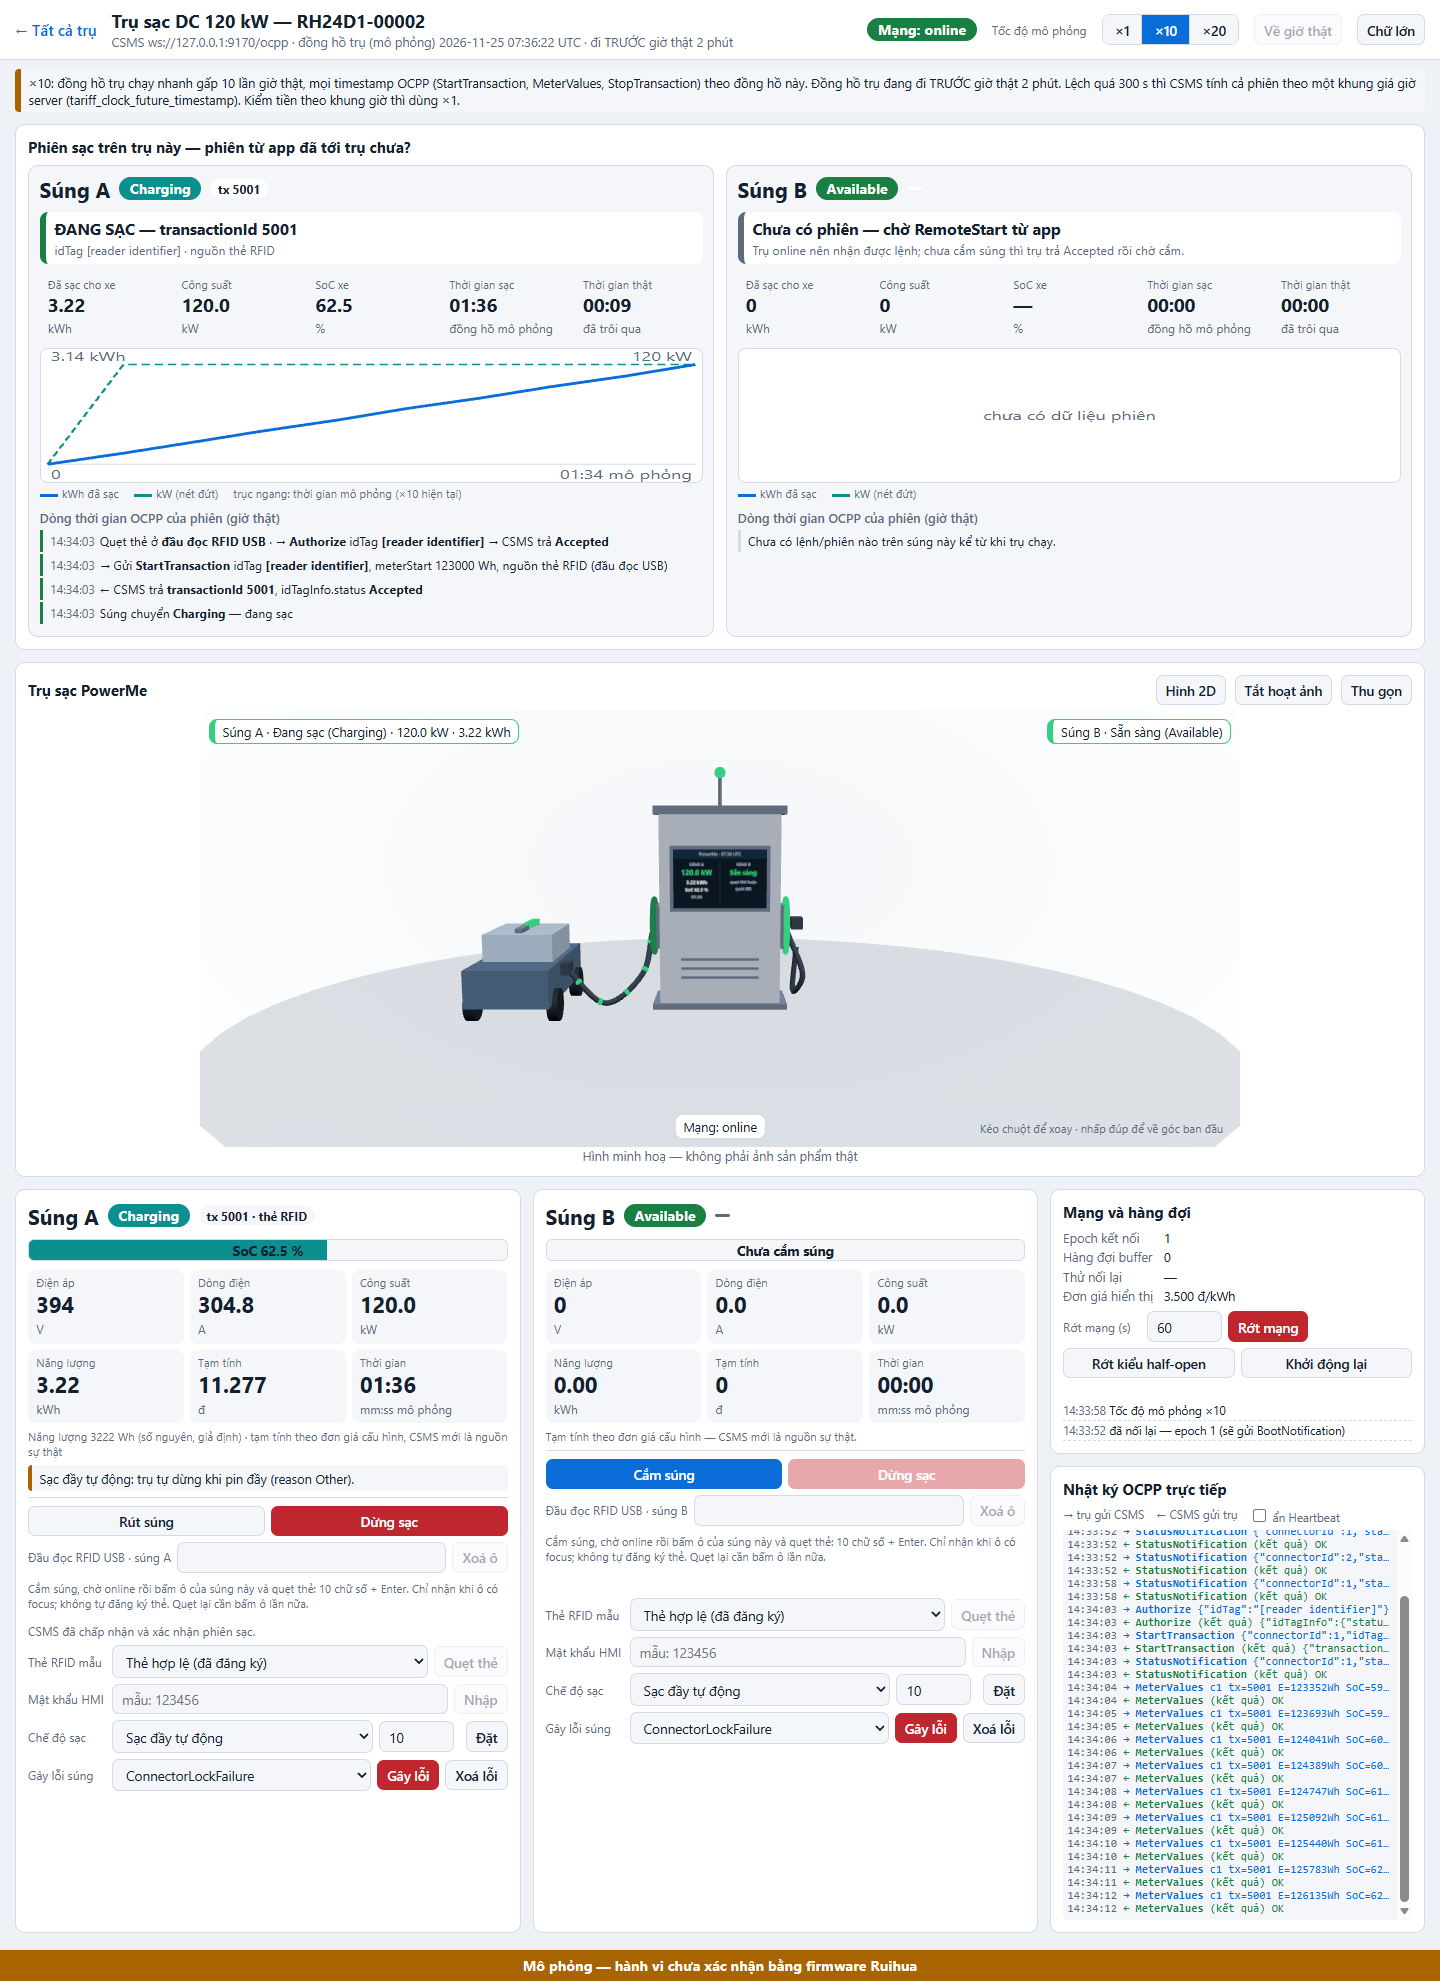 ← Tất cả trụ
Trụ sạc DC 120 kW — RH24D1-00002
CSMS ws://127.0.0.1:9170/ocpp · đồng hồ trụ (mô phỏng) 2026-11-25 07:36:22 UTC · đi TRƯỚC giờ thật 2 phút
Mạng: online
Tốc độ mô phỏng
×1
×10
×20
Về giờ thật
Chữ lớn
×10: đồng hồ trụ chạy nhanh gấp 10 lần giờ thật, mọi timestamp OCPP (StartTransaction, MeterValues, StopTransaction) theo đồng hồ này. Đồng hồ trụ đang đi TRƯỚC giờ thật 2 phút. Lệch quá 300 s thì CSMS tính cả phiên theo một khung giá giờ
server (tariff_clock_future_timestamp). Kiểm tiền theo khung giờ thì dùng ×1.
Phiên sạc trên trụ này — phiên từ app đã tới trụ chưa?
Súng A
Charging
tx 5001
ĐANG SẠC — transactionId 5001
idTag [reader identifier] · nguồn thẻ RFID
Đã sạc cho xe
Công suất
SoC xe
Thời gian sạc
Thời gian thật
3.22
120.0
62.5
01:36
00:09
kWh
kW
%
đồng hồ mô phỏng
đã trôi qua
3.14 kWh
120 kW
0
01:34 mô phỏng
kWh đã sạc
kW (nét đứt)
trục ngang: thời gian mô phỏng (×10 hiện tại)
Dòng thời gian OCPP của phiên (giờ thật)
14:34:03 Quẹt thẻ ở đầu đọc RFID USB · → Authorize idTag [reader identifier] → CSMS trả Accepted
14:34:03 → Gửi StartTransaction idTag [reader identifier], meterStart 123000 Wh, nguồn thẻ RFID (đầu đọc USB)
14:34:03 ← CSMS trả transactionId 5001, idTagInfo.status Accepted
14:34:03 Súng chuyển Charging — đang sạc
Súng B
Available
—
Chưa có phiên — chờ RemoteStart từ app
Trụ online nên nhận được lệnh; chưa cắm súng thì trụ trả Accepted rồi chờ cắm.
Đã sạc cho xe
Công suất
SoC xe
Thời gian sạc
Thời gian thật
0
0
—
00:00
00:00
kWh
kW
%
đồng hồ mô phỏng
đã trôi qua
chưa có dữ liệu phiên
kWh đã sạc
kW (nét đứt)
Dòng thời gian OCPP của phiên (giờ thật)
Chưa có lệnh/phiên nào trên súng này kể từ khi trụ chạy.
Trụ sạc PowerMe
Hình 2D
Tắt hoạt ảnh
Thu gọn
Súng A · Đang sạc (Charging) · 120.0 kW · 3.22 kWh
Súng B · Sẵn sàng (Available)
PowerMe · 07:36 UTC
SÚNG A
SÚNG B
120.0 kW
Sẵn sàng
3.22 kWh
SoC 62.5 %
01:36
Mạng: online
Kéo chuột để xoay · nhấp đúp để về góc ban đầu
Hình minh hoạ — không phải ảnh sản phẩm thật
Súng A
Charging
tx 5001 · thẻ RFID
SoC 62.5 %
Điện áp
Dòng điện
Công suất
394
304.8
120.0
V
A
kW
Năng lượng
Tạm tính
Thời gian
3.22
11.277
01:36
kWh
đ
mm:ss mô phỏng
Năng lượng 3222 Wh (số nguyên, giả định) · tạm tính theo đơn giá cấu hình, CSMS mới là nguồn
sự thật
Sạc đầy tự động: trụ tự dừng khi pin đầy (reason Other).
Rút súng
Dừng sạc
Đầu đọc RFID USB · súng A
Xoá ô
Cắm súng, chờ online rồi bấm ô của súng này và quẹt thẻ: 10 chữ số + Enter. Chỉ nhận khi ô có
focus; không tự đăng ký thẻ. Quẹt lại cần bấm ô lần nữa.
CSMS đã chấp nhận và xác nhận phiên sạc.
Thẻ RFID mẫu
Thẻ hợp lệ (đã đăng ký)
Quẹt thẻ
Mật khẩu HMI
mẫu: 123456
Nhập
Chế độ sạc
Sạc đầy tự động
10
Đặt
Gây lỗi súng
ConnectorLockFailure
Gây lỗi
Xoá lỗi
Súng B
Available
—
Chưa cắm súng
Điện áp
Dòng điện
Công suất
0
0.0
0.0
V
A
kW
Năng lượng
Tạm tính
Thời gian
0.00
0
00:00
kWh
đ
mm:ss mô phỏng
Tạm tính theo đơn giá cấu hình — CSMS mới là nguồn sự thật.
Cắm súng
Dừng sạc
Đầu đọc RFID USB · súng B
Xoá ô
Cắm súng, chờ online rồi bấm ô của súng này và quẹt thẻ: 10 chữ số + Enter. Chỉ nhận khi ô có
focus; không tự đăng ký thẻ. Quẹt lại cần bấm ô lần nữa.
Thẻ RFID mẫu
Thẻ hợp lệ (đã đăng ký)
Quẹt thẻ
Mật khẩu HMI
mẫu: 123456
Nhập
Chế độ sạc
Sạc đầy tự động
10
Đặt
Gây lỗi súng
ConnectorLockFailure
Gây lỗi
Xoá lỗi
Mạng và hàng đợi
Epoch kết nối 1
Hàng đợi buffer 0
Thử nối lại —
Đơn giá hiển thị 3.500 đ/kWh
Rớt mạng (s)
60
Rớt mạng
Rớt kiểu half-open
Khởi động lại
14:33:58 Tốc độ mô phỏng ×10
14:33:52 đã nối lại — epoch 1 (sẽ gửi BootNotification)
Nhật ký OCPP trực tiếp
→ trụ gửi CSMS
← CSMS gửi trụ
ẩn Heartbeat
14:33:52 → StatusNotification {"connectorId":1,"sta…
14:33:52 ← StatusNotification (kết quả) OK
14:33:52 → StatusNotification {"connectorId":2,"sta…
14:33:52 ← StatusNotification (kết quả) OK
14:33:58 → StatusNotification {"connectorId":1,"sta…
14:33:58 ← StatusNotification (kết quả) OK
14:34:03 → Authorize {"idTag":"[reader identifier]"}
14:34:03 ← Authorize (kết quả) {"idTagInfo":{"statu…
14:34:03 → StartTransaction {"connectorId":1,"idTag…
14:34:03 ← StartTransaction (kết quả) {"transaction…
14:34:03 → StatusNotification {"connectorId":1,"sta…
14:34:03 ← StatusNotification (kết quả) OK
14:34:04 → MeterValues c1 tx=5001 E=123352Wh SoC=59…
14:34:04 ← MeterValues (kết quả) OK
14:34:05 → MeterValues c1 tx=5001 E=123693Wh SoC=59…
14:34:05 ← MeterValues (kết quả) OK
14:34:06 → MeterValues c1 tx=5001 E=124041Wh SoC=60…
14:34:06 ← MeterValues (kết quả) OK
14:34:07 → MeterValues c1 tx=5001 E=124389Wh SoC=60…
14:34:07 ← MeterValues (kết quả) OK
14:34:08 → MeterValues c1 tx=5001 E=124747Wh SoC=61…
14:34:08 ← MeterValues (kết quả) OK
14:34:09 → MeterValues c1 tx=5001 E=125092Wh SoC=61…
14:34:09 ← MeterValues (kết quả) OK
14:34:10 → MeterValues c1 tx=5001 E=125440Wh SoC=61…
14:34:10 ← MeterValues (kết quả) OK
14:34:11 → MeterValues c1 tx=5001 E=125783Wh SoC=62…
14:34:11 ← MeterValues (kết quả) OK
14:34:12 → MeterValues c1 tx=5001 E=126135Wh SoC=62…
14:34:12 ← MeterValues (kết quả) OK
Mô phỏng — hành vi chưa xác nhận bằng firmware Ruihua